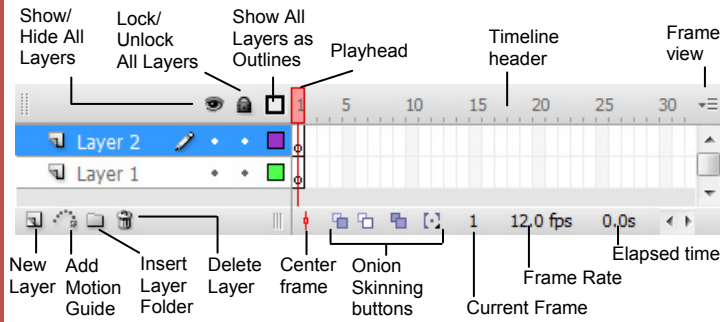 Show/
Hide All
Layers
Lock/
Unlock
All Layers
Show All
Layers as
Outlines
Playhead
Timeline
header
Frame
view
1 5 10 15 20 25 30
Layer 2
Layer 1
1 12.0 fps 0.0s
New
Layer
Add
Motion
Guide
Insert
Layer
Folder
Delete
Layer
Center
frame
Onion
Skinning
buttons
Current Frame
Frame Rate
Elapsed time